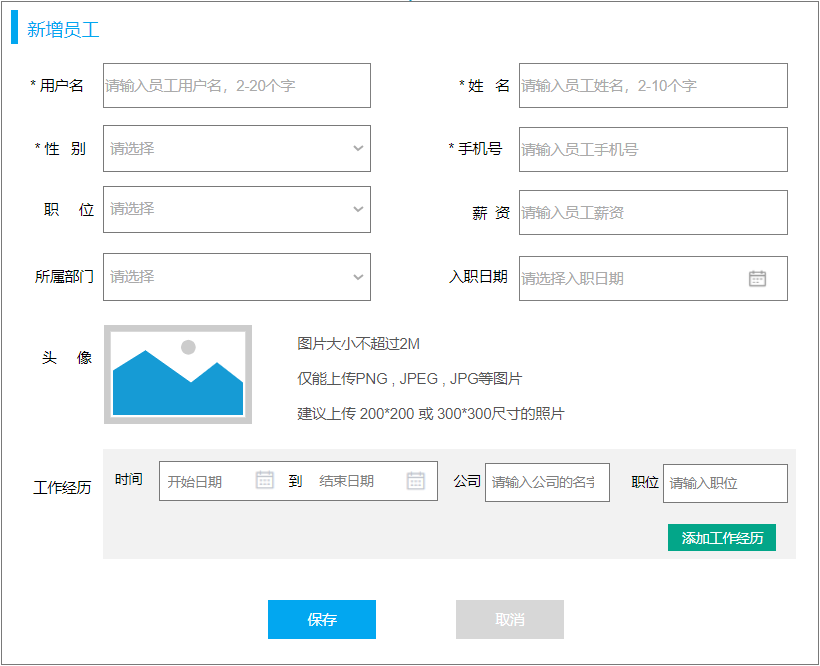 新增员工
* 用户名 请输入员工用户名，2-20个字 * 姓 名 请输入员工姓名，2-10个字
* 性 别 请选择 * 手机号 请输入员工手机号
职 位 请选择 薪 资 请输入员工薪资
所属部门 请选择 入职日期 请选择入职日期
图片大小不超过2M
头 像
仅能上传PNG , JPEG , JPG等图片
建议上传 200*200 或 300*300尺寸的照片
工作经历 时间 开始日期 到 结束日期 公司 请输入公司的名字 职位 请输入职位
添加工作经历
保存 取消